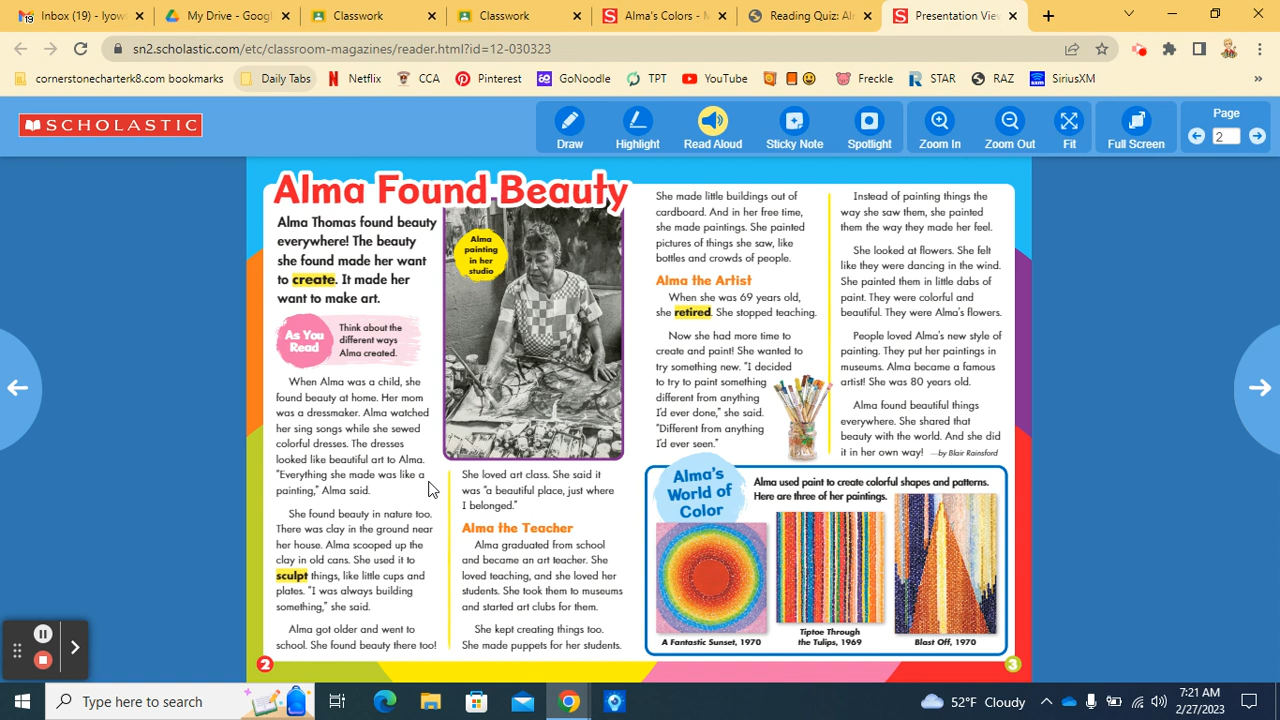 Inbox (19) - lyow
My Drive - Googl
Classwork
Classwork
Alma's Colors - M
Reading Quiz: Al
Presentation View
sn2.scholastic.com/etc/classroom-magazines/reader.html?id=12-030323
cornerstonecharterk8.com bookmarks
Daily Tabs
Netflix
CCA
Pinterest
GoNoodle
TPT
YouTube
Freckle
STAR
RAZ
SiriusXM
»
SCHOLASTIC
Draw
Highlight
Read Aloud
Sticky Note
Spotlight
Zoom In
Zoom Out
Fit
Full Screen
Page
2
Alma Found Beauty
Alma Thomas found beauty
everywhere! The beauty
she found made her want
to create. It made her
want to make art.
As You
Read
Think about the
different ways
Alma created.
When Alma was a child, she
found beauty at home. Her mom
was a dressmaker. Alma watched
her sing songs while she sewed
colorful dresses. The dresses
looked like beautiful art to Alma.
"Everything she made was like a
painting," Alma said.
She found beauty in nature too.
There was clay in the ground near
her house. Alma scooped up the
clay in old cans. She used it to
sculpt things, like little cups and
plates. "I was always building
something," she said.
Alma got older and went to
school. She found beauty there too!
Alma
painting
in her
studio
She loved art class. She said it
was "a beautiful place, just where
I belonged."
Alma the Teacher
Alma graduated from school
and became an art teacher. She
loved teaching, and she loved her
students. She took them to museums
and started art clubs for them.
She kept creating things too.
She made puppets for her students.
She made little buildings out of
cardboard. And in her free time,
she made paintings. She painted
pictures of things she saw, like
bottles and crowds of people.
Alma the Artist
When she was 69 years old,
she retired. She stopped teaching.
Now she had more time to
create and paint! She wanted to
try something new. "I decided
to try to paint something
different from anything
I'd ever done," she said.
"Different from anything
I'd ever seen."
Instead of painting things the
way she saw them, she painted
them the way they made her feel.
She looked at flowers. She felt
like they were dancing in the wind.
She painted them in little dabs of
paint. They were colorful and
beautiful. They were Alma's flowers.
People loved Alma's new style of
painting. They put her paintings in
museums. Alma became a famous
artist! She was 80 years old.
Alma found beautiful things
everywhere. She shared that
beauty with the world. And she did
it in her own way! —by Blair Rainsford
Alma's
World of
Color
Alma used paint to create colorful shapes and patterns.
Here are three of her paintings.
A Fantastic Sunset, 1970
Tiptoe Through
the Tulips, 1969
Blast Off, 1970
2
3
Type here to search
52°F Cloudy
7:21 AM
2/27/2023